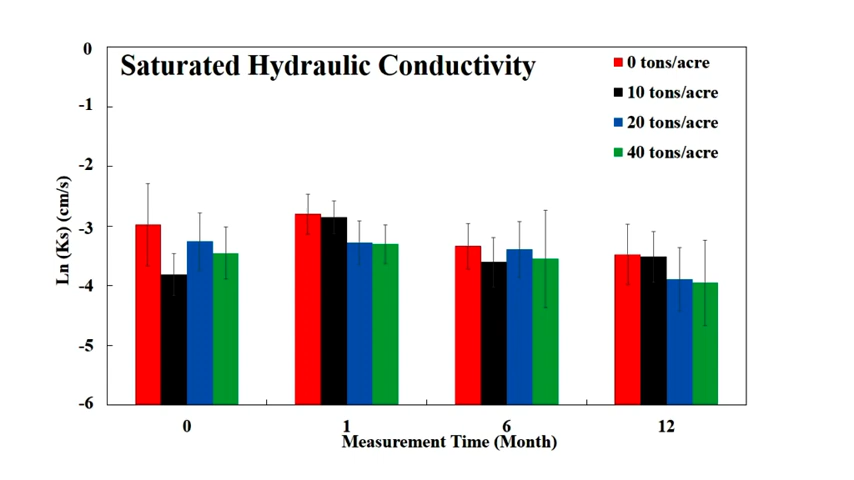 Saturated Hydraulic Conductivity
0 tons/acre
10 tons/acre
20 tons/acre
40 tons/acre
Ln (Ks) (cm/s)
0
-1
-2
-3
-4
-5
-6
0 1 6 12
Measurement Time (Month)